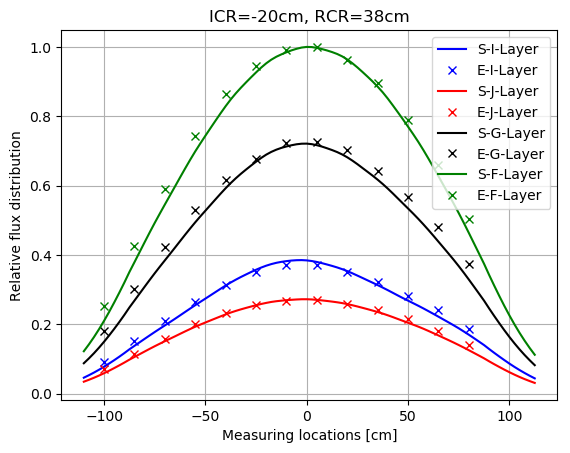 ICR=-20cm, RCR=38cm
Relative flux distribution
1.0
0.8
0.6
0.4
0.2
0.0
S-I-Layer
E-I-Layer
S-J-Layer
E-J-Layer
S-G-Layer
E-G-Layer
S-F-Layer
E-F-Layer
−100
−50
0
50
100
Measuring locations [cm]